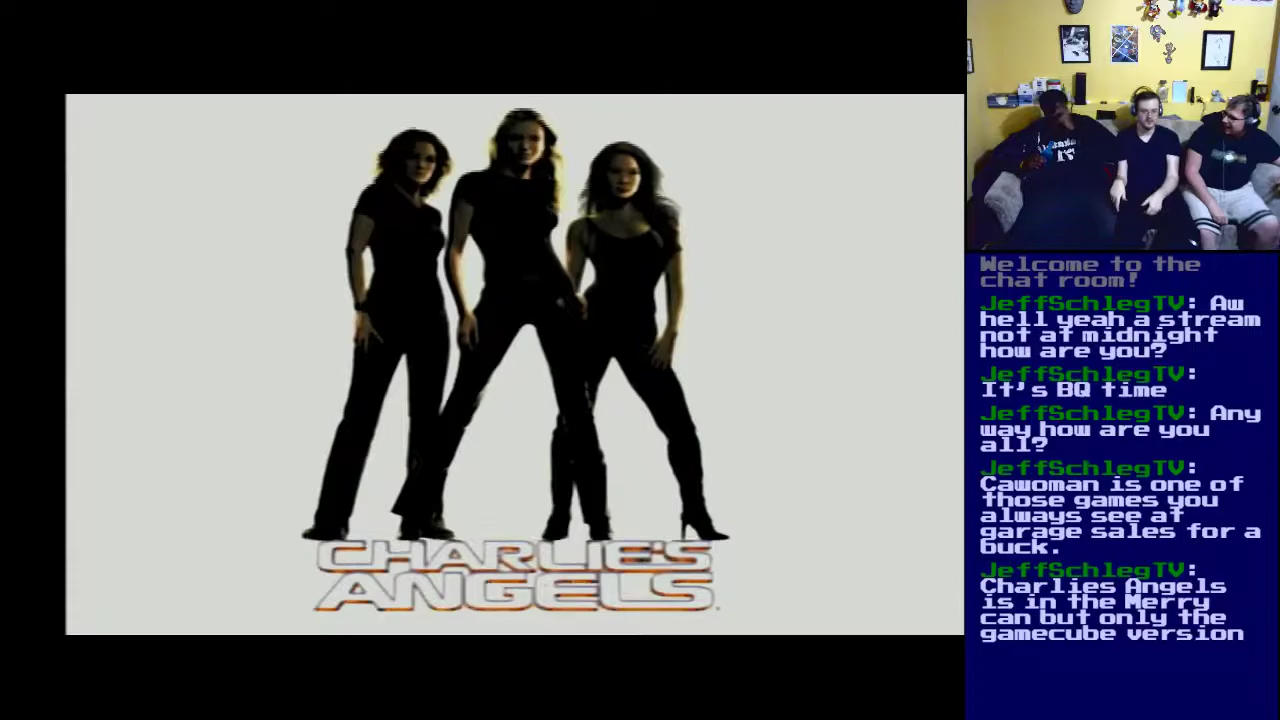 CHARLIE'S
ANGELS
Welcome to the
chat room!
JeffSchlegTV: Aw
hell yeah a stream
not at midnight
how are you?
JeffSchlegTV:
It's BQ time
JeffSchlegTV: Any
way how are you
all?
JeffSchlegTV:
Cawoman is one of
those games you
always see at
garage sales for a
buck.
JeffSchlegTV:
Charlies Angels
is in the Merry
can but only the
gamecube version